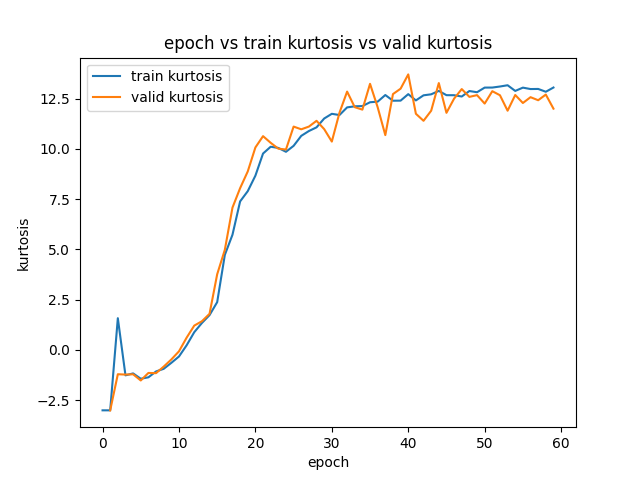 epoch vs train kurtosis vs valid kurtosis
train kurtosis
valid kurtosis
12.5
10.0
7.5
5.0
2.5
0.0
−2.5
kurtosis
0 10 20 30 40 50 60
epoch